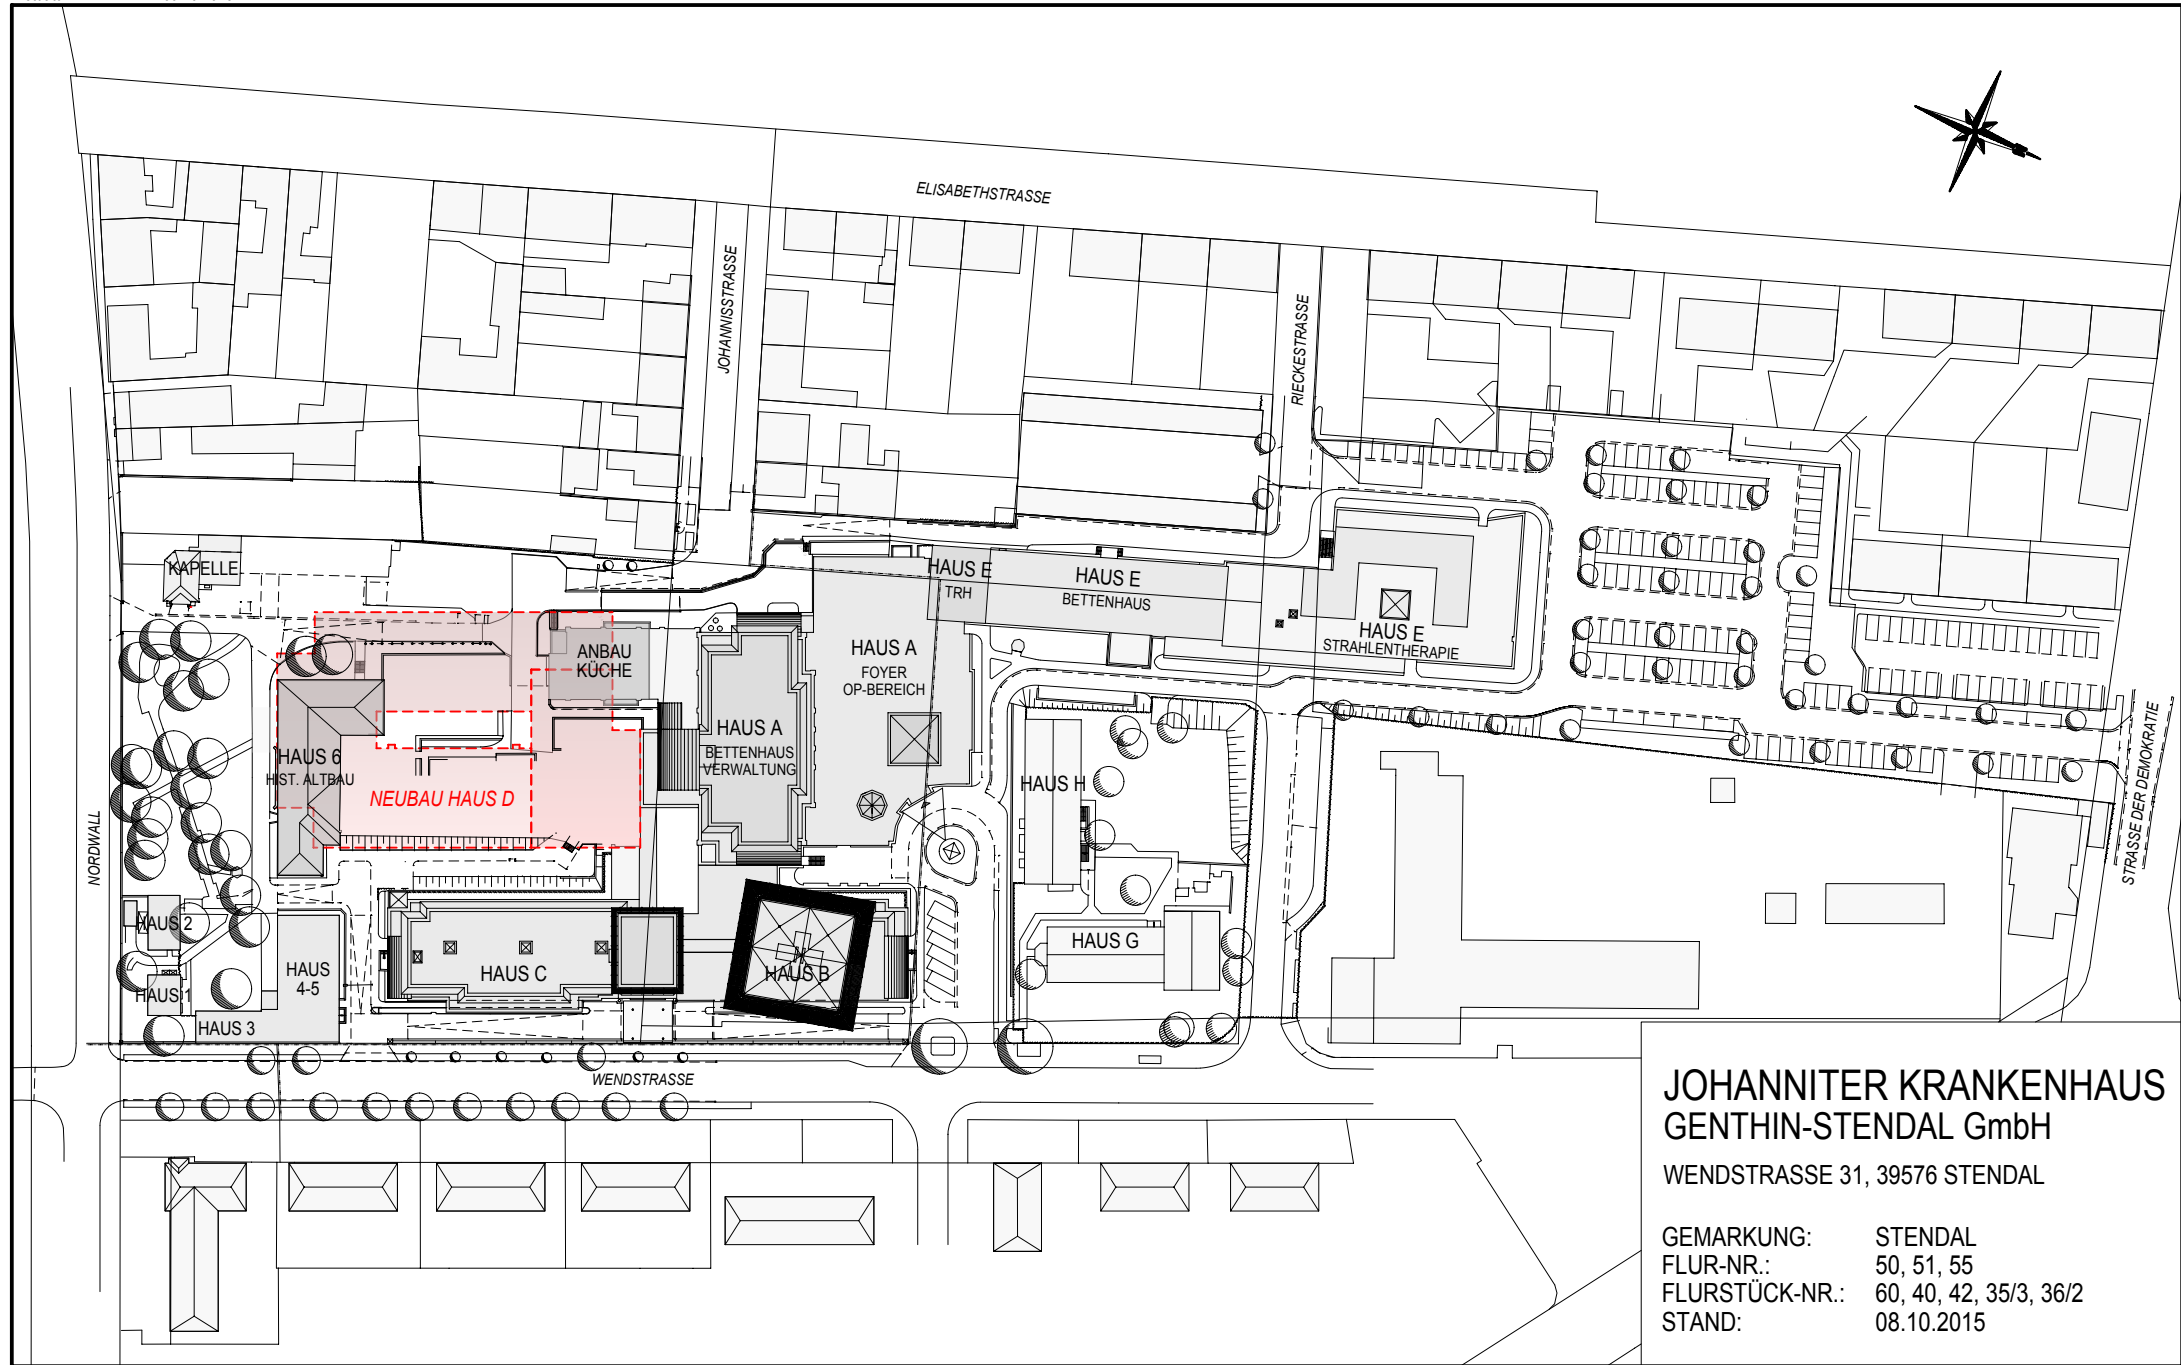 ELISABETHSTRASSE
JOHANNISSTRASSE
RIECKESTRASSE
NORDWALL
STRASSE DER DEMOKRATIE
WENDSTRASSE
KAPELLE
HAUS E
TRH
HAUS E
BETTENHAUS
HAUS E
STRAHLENTHERAPIE
ANBAU
KÜCHE
HAUS A
FOYER
OP-BEREICH
HAUS A
BETTENHAUS
VERWALTUNG
HAUS 6
HIST. ALTBAU
NEUBAU HAUS D
HAUS H
HAUS G
HAUS 2
HAUS 1
HAUS
4-5
HAUS 3
HAUS C
HAUS B
JOHANNITER KRANKENHAUS
GENTHIN-STENDAL GmbH
WENDSTRASSE 31, 39576 STENDAL
GEMARKUNG: STENDAL
FLUR-NR.: 50, 51, 55
FLURSTÜCK-NR.: 60, 40, 42, 35/3, 36/2
STAND: 08.10.2015